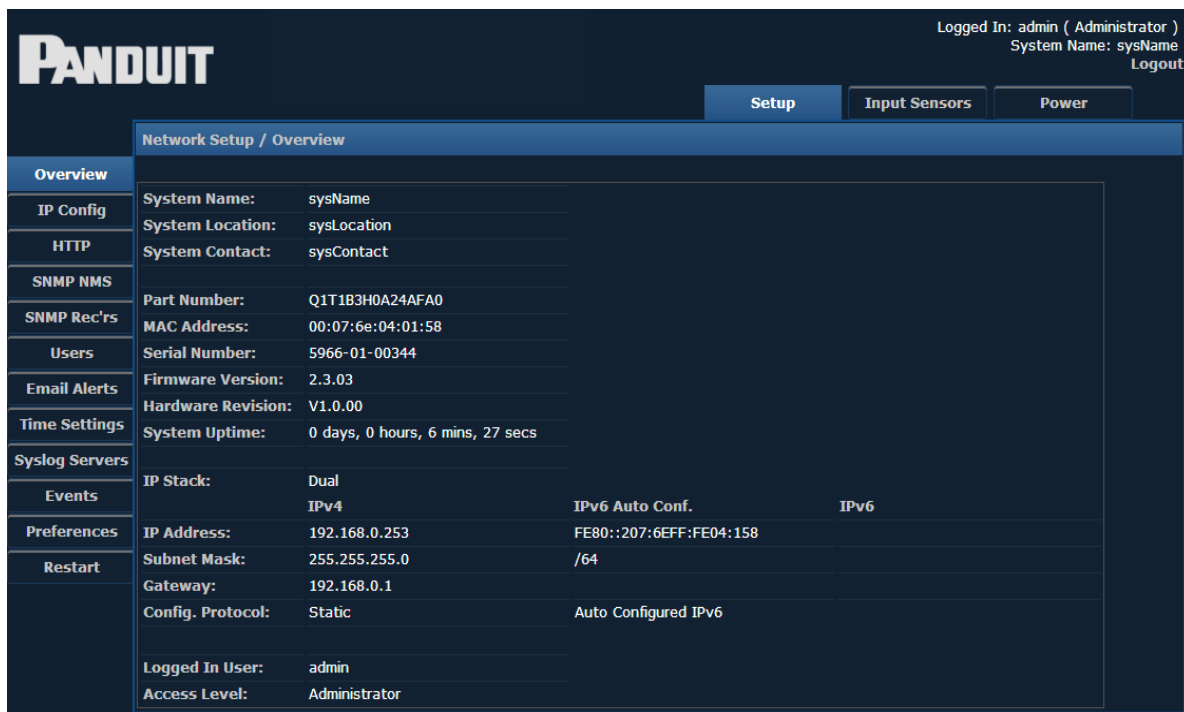 PANDUIT
Logged In: admin ( Administrator )
System Name: sysName
Logout
Setup Input Sensors Power
Network Setup / Overview
Overview
IP Config
HTTP
SNMP NMS
SNMP Rec'rs
Users
Email Alerts
Time Settings
Syslog Servers
Events
Preferences
Restart
System Name: sysName
System Location: sysLocation
System Contact: sysContact
Part Number: Q1T1B3H0A24AFA0
MAC Address: 00:07:6e:04:01:58
Serial Number: 5966-01-00344
Firmware Version: 2.3.03
Hardware Revision: V1.0.00
System Uptime: 0 days, 0 hours, 6 mins, 27 secs
IP Stack: Dual
IPv4 IPv6 Auto Conf. IPv6
IP Address: 192.168.0.253 FE80::207:6EFF:FE04:158
Subnet Mask: 255.255.255.0 /64
Gateway: 192.168.0.1
Config. Protocol: Static Auto Configured IPv6
Logged In User: admin
Access Level: Administrator